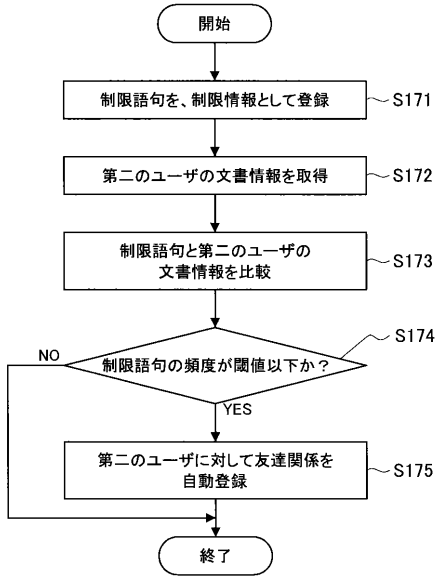 開始
制限語句を、制限情報として登録
S171
第二のユーザの文書情報を取得
S172
制限語句と第二のユーザの
文書情報を比較
S173
制限語句の頻度が閾値以下か？
S174
NO
YES
第二のユーザに対して友達関係を
自動登録
S175
終了